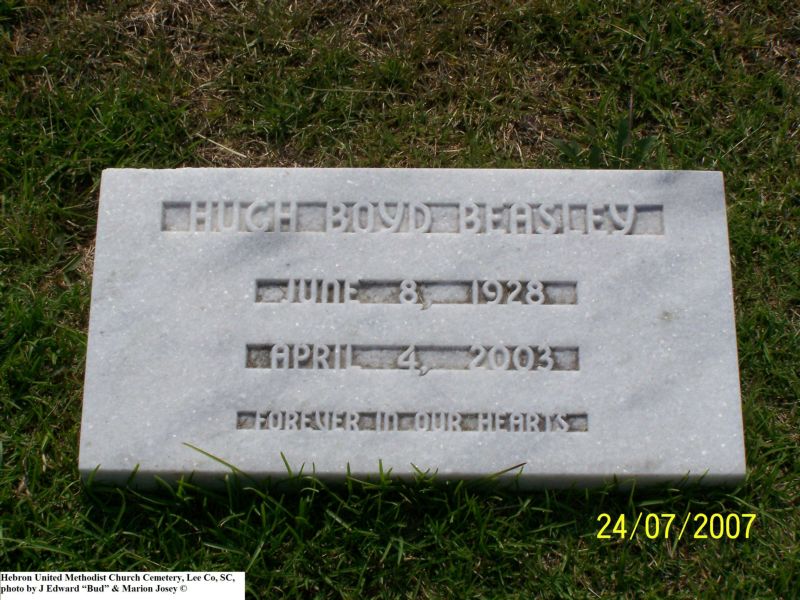 HUGH BOYD BEASLEY
JUNE 8, 1928
APRIL 4, 2003
FOREVER IN OUR HEARTS
24/07/2007
Hebron United Methodist Church Cemetery, Lee Co, SC,
photo by J Edward “Bud” & Marion Josey ©